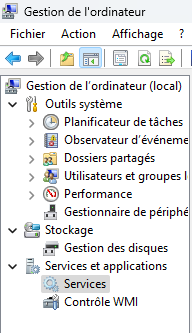 Gestion de l'ordinateur
Fichier Action Affichage ?
Gestion de l'ordinateur (local)
Outils système
Planificateur de tâches
Observateur d'événeme
Dossiers partagés
Utilisateurs et groupes l
Performance
Gestionnaire de périphé
Stockage
Gestion des disques
Services et applications
Services
Contrôle WMI